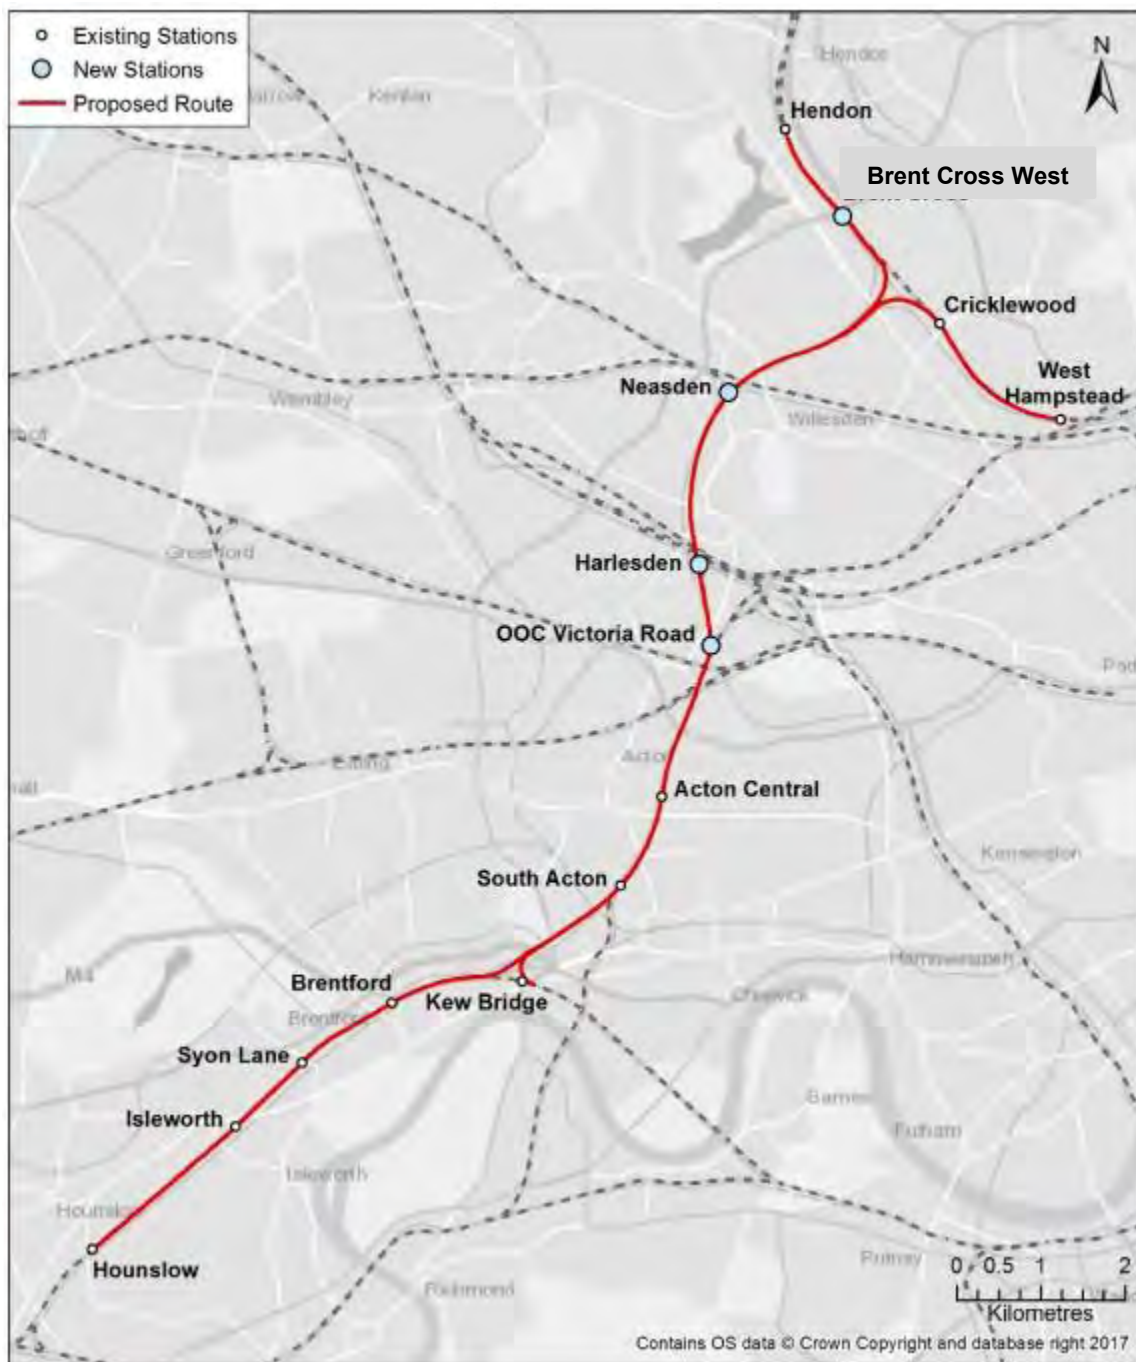 Existing Stations
New Stations
Proposed Route
N
Hendon
Kenton
Hendon
Brent Cross West
Cricklewood
West
Hampstead
Neasden
Wembley
Willesden
Harlesden
Greenford
OOC Victoria Road
Acton
Ealing
Acton Central
Kensington
South Acton
Hammersmith
M4
Brentford
Kew Bridge
Chiswick
Brentford
Syon Lane
Barnes
Isleworth
Fulham
Isleworth
Hounslow
Putney
Hounslow
Richmond
0 0.5 1 2
Kilometres
Contains OS data © Crown Copyright and database right 2017